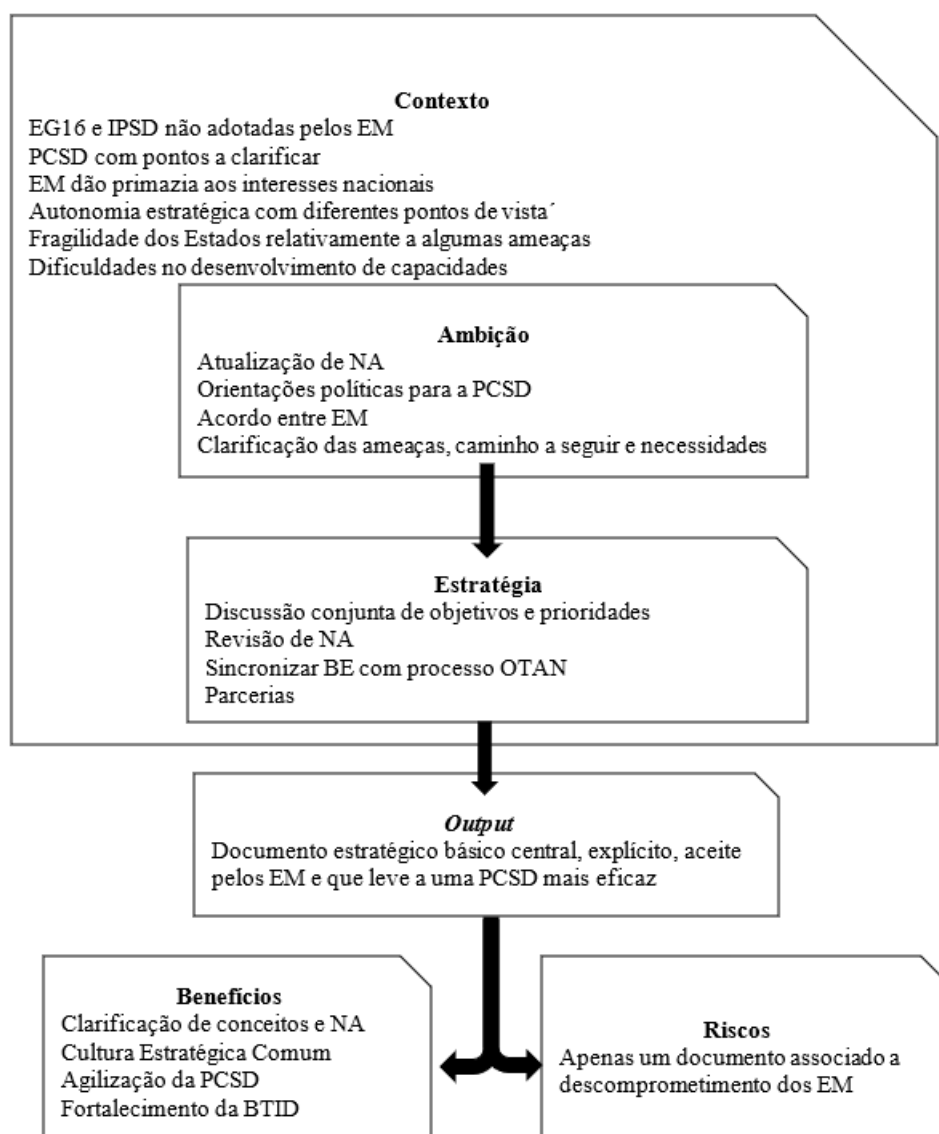 Contexto
EG16 e IPSD não adotadas pelos EM
PCSD com pontos a clarificar
EM dão primazia aos interesses nacionais
Autonomia estratégica com diferentes pontos de vista´
Fragilidade dos Estados relativamente a algumas ameaças
Dificuldades no desenvolvimento de capacidades
Ambição
Atualização de NA
Orientações políticas para a PCSD
Acordo entre EM
Clarificação das ameaças, caminho a seguir e necessidades
Estratégia
Discussão conjunta de objetivos e prioridades
Revisão de NA
Sincronizar BE com processo OTAN
Parcerias
Output
Documento estratégico básico central, explícito, aceite
pelos EM e que leve a uma PCSD mais eficaz
Benefícios
Clarificação de conceitos e NA
Cultura Estratégica Comum
Agilização da PCSD
Fortalecimento da BTID
Riscos
Apenas um documento associado a
descomprometimento dos EM